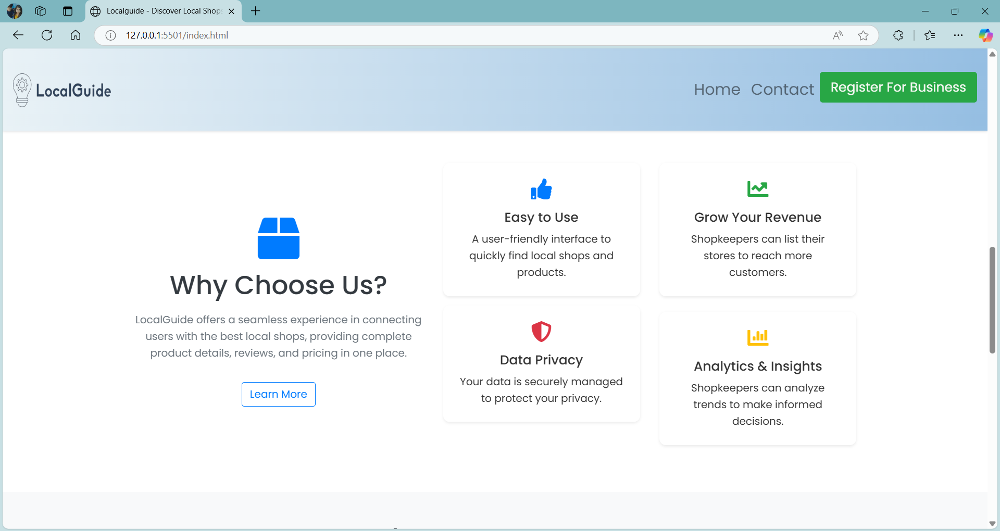 Localguide - Discover Local Shops
127.0.0.1:5501/index.html
LocalGuide
Home
Contact
Register For Business
Why Choose Us?
LocalGuide offers a seamless experience in connecting
users with the best local shops, providing complete
product details, reviews, and pricing in one place.
Learn More
Easy to Use
A user-friendly interface to
quickly find local shops and
products.
Grow Your Revenue
Shopkeepers can list their
stores to reach more
customers.
Data Privacy
Your data is securely managed
to protect your privacy.
Analytics & Insights
Shopkeepers can analyze
trends to make informed
decisions.